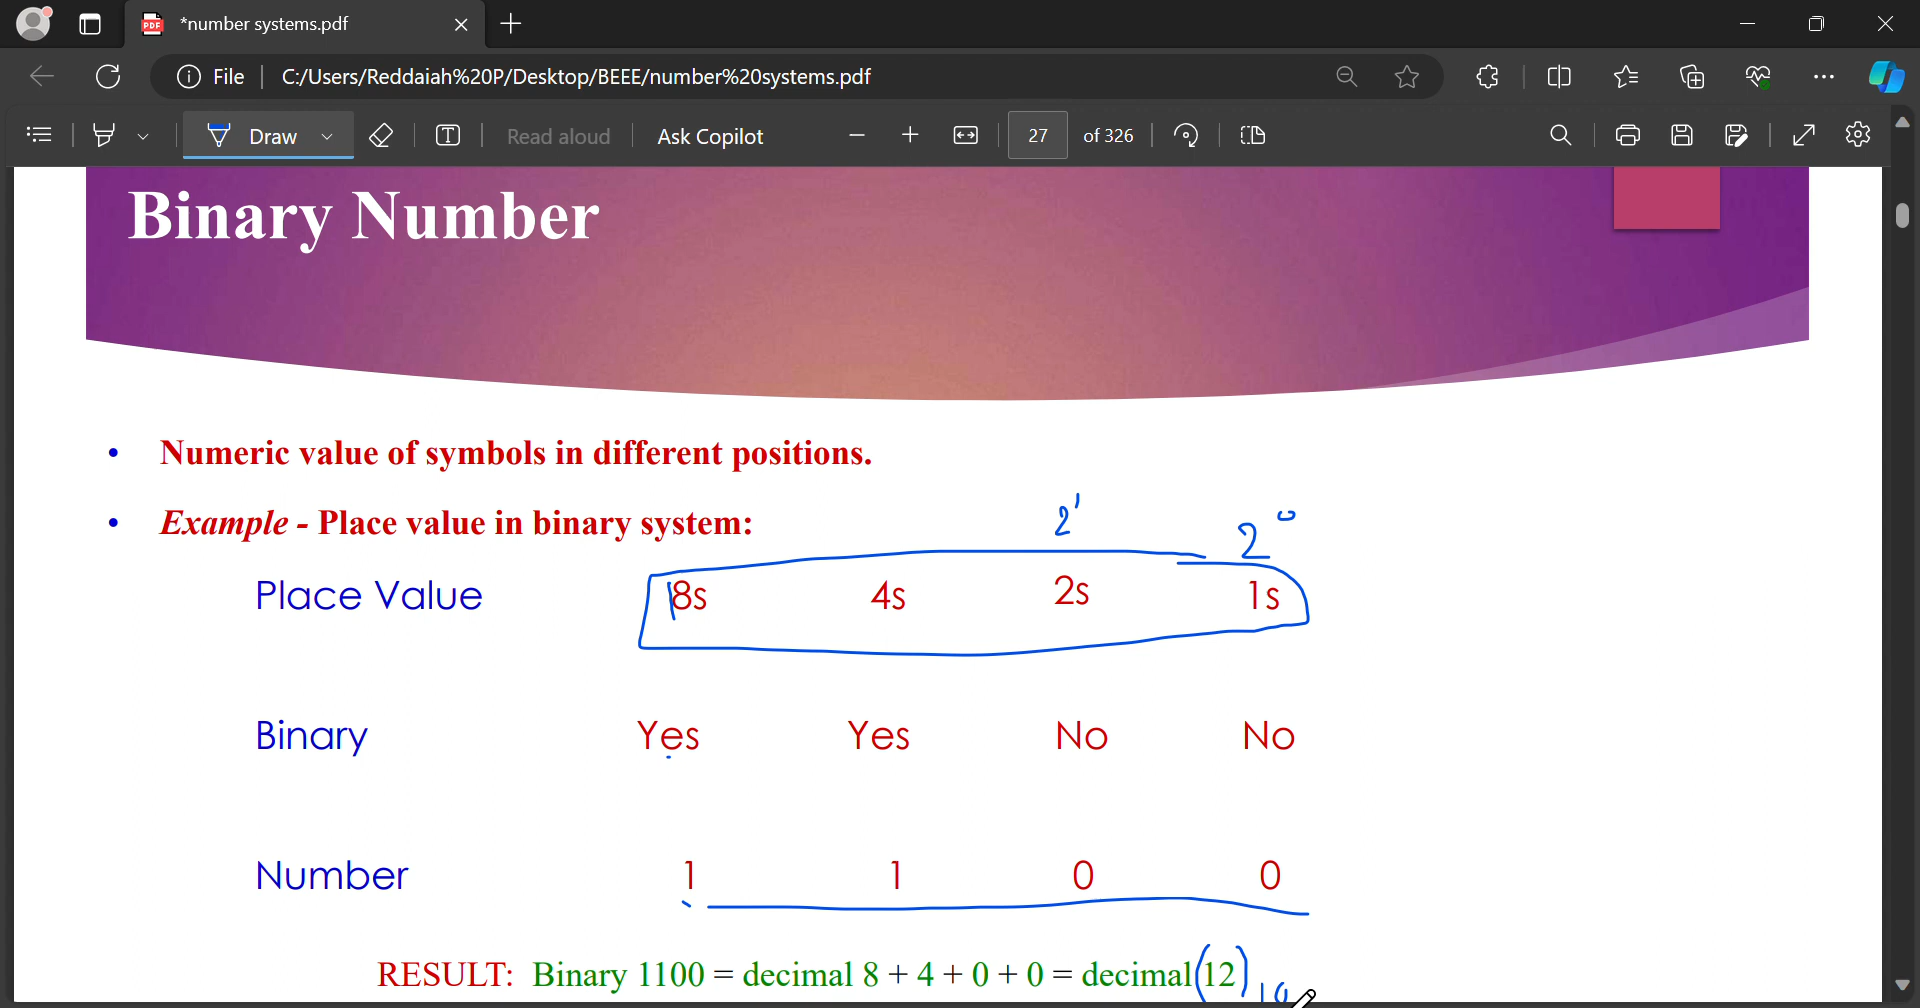 *number systems.pdf
File C:/Users/Reddaiah%20P/Desktop/BEEE/number%20systems.pdf
Draw Read aloud Ask Copilot 27 of 326
Binary Number
• Numeric value of symbols in different positions.
• Example - Place value in binary system:
2¹ 2⁰
Place Value 8s 4s 2s 1s
Binary Yes Yes No No
Number 1 1 0 0
RESULT: Binary 1100 = decimal 8 + 4 + 0 + 0 = decimal (12)₁₀